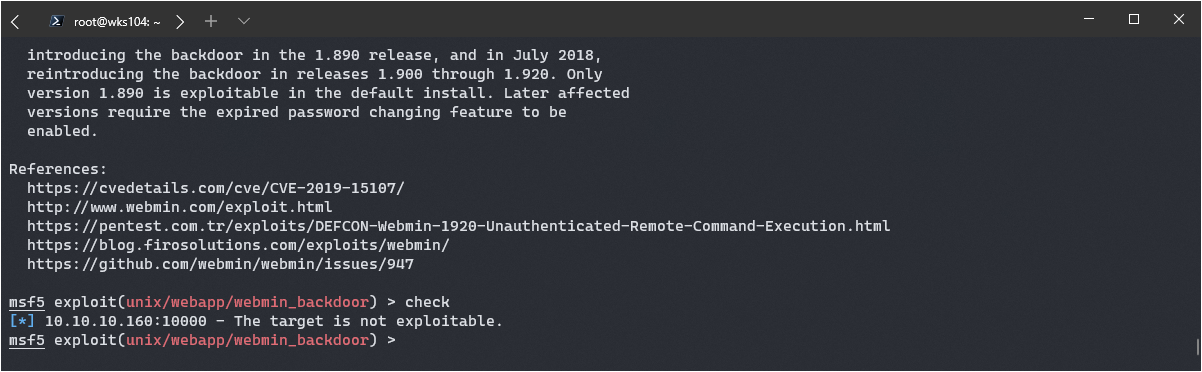 root@wks104: ~
introducing the backdoor in the 1.890 release, and in July 2018,
reintroducing the backdoor in releases 1.900 through 1.920. Only
version 1.890 is exploitable in the default install. Later affected
versions require the expired password changing feature to be
enabled.
References:
https://cvedetails.com/cve/CVE-2019-15107/
http://www.webmin.com/exploit.html
https://pentest.com.tr/exploits/DEFCON-Webmin-1920-Unauthenticated-Remote-Command-Execution.html
https://blog.firosolutions.com/exploits/webmin/
https://github.com/webmin/webmin/issues/947
msf5 exploit(unix/webapp/webmin_backdoor) > check
[*] 10.10.10.160:10000 - The target is not exploitable.
msf5 exploit(unix/webapp/webmin_backdoor) >